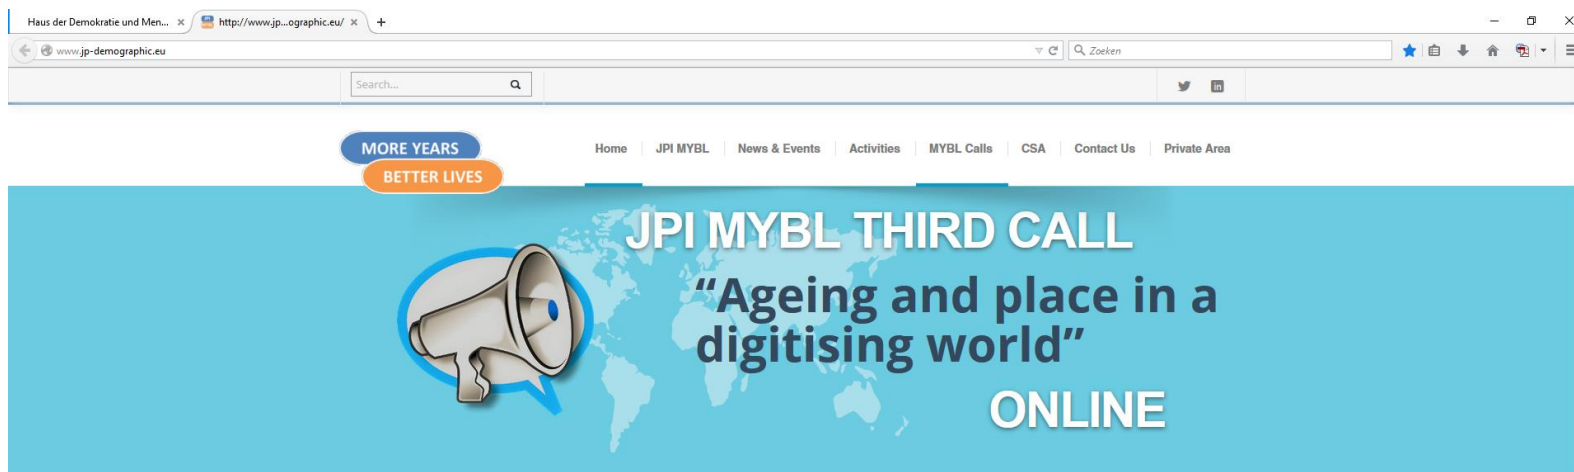 Haus der Demokratie und Men...
http://www.jp...ographic.eu/
www.jp-demographic.eu
Zoeken
Search...
in
MORE YEARS
BETTER LIVES
Home
JPI MYBL
News & Events
Activities
MYBL Calls
CSA
Contact Us
Private Area
JPI MYBL THIRD CALL
“Ageing and place in a
digitising world”
ONLINE